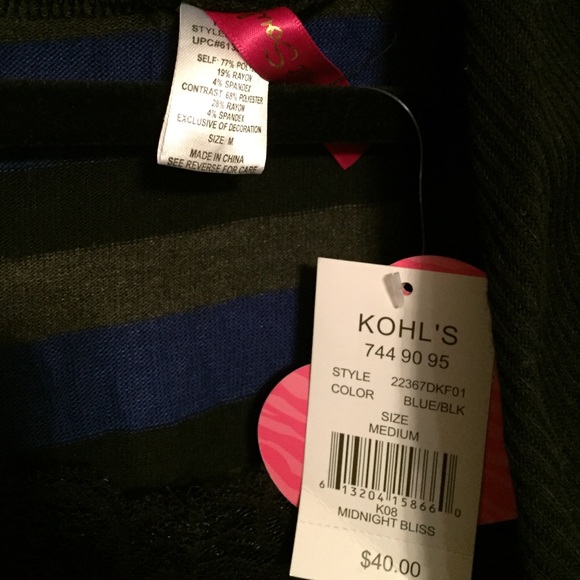 STYLE
UPC#613
SELF: 77%
19% RAYON
4% SPANDEX
CONTRAST: 68% POLYESTER
28% RAYON
4% SPANDEX
EXCLUSIVE OF DECORATION
SIZE: M
MADE IN CHINA
SEE REVERSE FOR CARE
KOHL'S
744 90 95
STYLE 22367DKF01
COLOR BLUE/BLK
SIZE
MEDIUM
6 13204 15866 0
K08
MIDNIGHT BLISS
$40.00